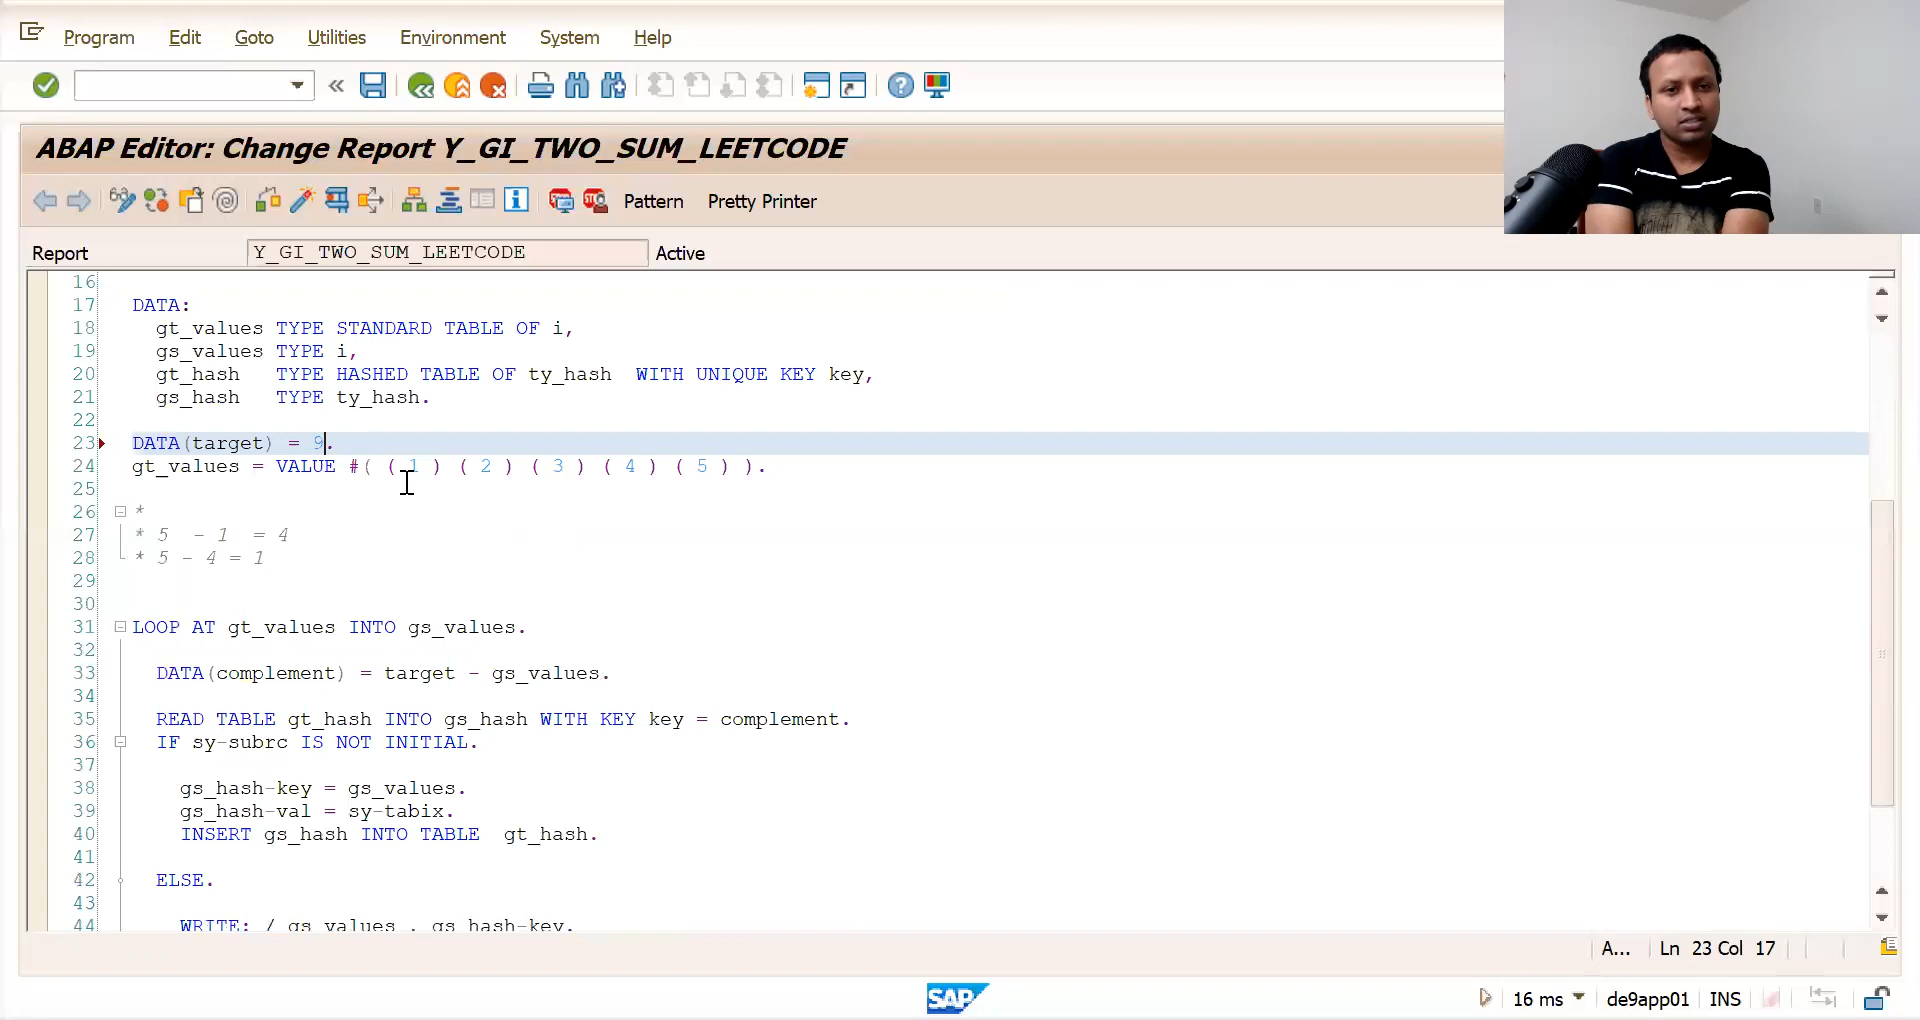 Program Edit Goto Utilities Environment System Help
ABAP Editor: Change Report Y_GI_TWO_SUM_LEETCODE
Pattern Pretty Printer
Report Y_GI_TWO_SUM_LEETCODE Active
16
17 DATA:
18 gt_values TYPE STANDARD TABLE OF i,
19 gs_values TYPE i,
20 gt_hash TYPE HASHED TABLE OF ty_hash WITH UNIQUE KEY key,
21 gs_hash TYPE ty_hash.
22
23 DATA(target) = 9.
24 gt_values = VALUE #( ( 1 ) ( 2 ) ( 3 ) ( 4 ) ( 5 ) ).
25
26 *
27 * 5 - 1 = 4
28 * 5 - 4 = 1
29
30
31 LOOP AT gt_values INTO gs_values.
32
33 DATA(complement) = target - gs_values.
34
35 READ TABLE gt_hash INTO gs_hash WITH KEY key = complement.
36 IF sy-subrc IS NOT INITIAL.
37
38 gs_hash-key = gs_values.
39 gs_hash-val = sy-tabix.
40 INSERT gs_hash INTO TABLE gt_hash.
41
42 ELSE.
43
44 WRITE: / gs_values , gs_hash-key.
A... Ln 23 Col 17
SAP 16 ms de9app01 INS